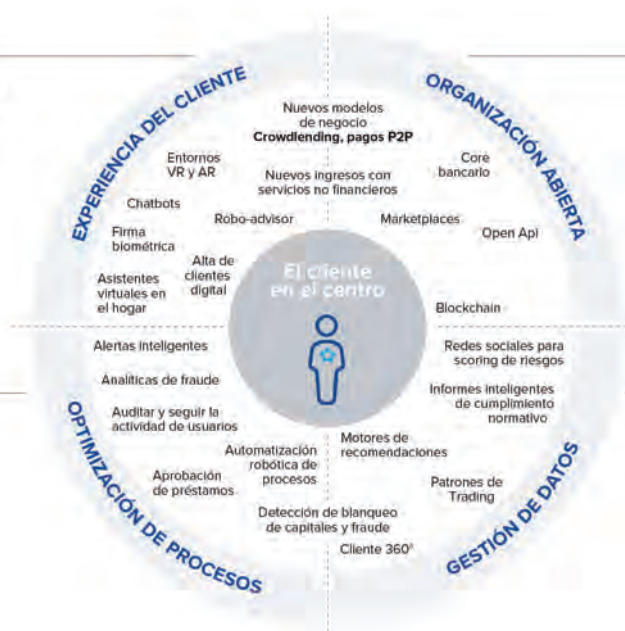 EXPERIENCIA DEL CLIENTE
ORGANIZACIÓN ABIERTA
Nuevos modelos
de negocio
Crowdlending, pagos P2P
Entornos
VR y AR
Nuevos ingresos con
servicios no financieros
Core
bancario
Chatbots
Robo-advisor
Marketplaces
Open Api
Firma
biométrica
Alta de
clientes
digital
Asistentes
virtuales en
el hogar
El cliente
en el centro
Blockchain
Alertas inteligentes
Redes sociales para
scoring de riesgos
Analíticas de fraude
Informes inteligentes
de cumplimiento
normativo
Auditar y seguir la
actividad de usuarios
Motores de
recomendaciones
Automatización
robótica de
procesos
Aprobación
de préstamos
Patrones de
Trading
Detección de blanqueo
de capitales y fraude
Cliente 360º
OPTIMIZACIÓN DE PROCESOS
GESTIÓN DE DATOS